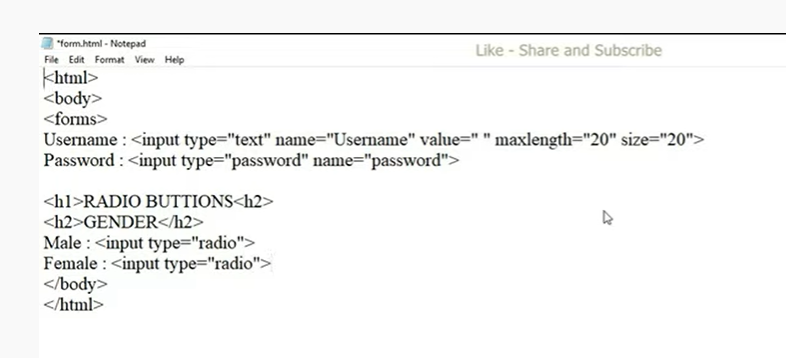 *form.html - Notepad
Like - Share and Subscribe
File Edit Format View Help
<html>
<body>
<forms>
Username : <input type="text" name="Username" value=" " maxlength="20" size="20">
Password : <input type="password" name="password">
<h1>RADIO BUTTIONS<h2>
<h2>GENDER</h2>
Male : <input type="radio">
Female : <input type="radio">
</body>
</html>